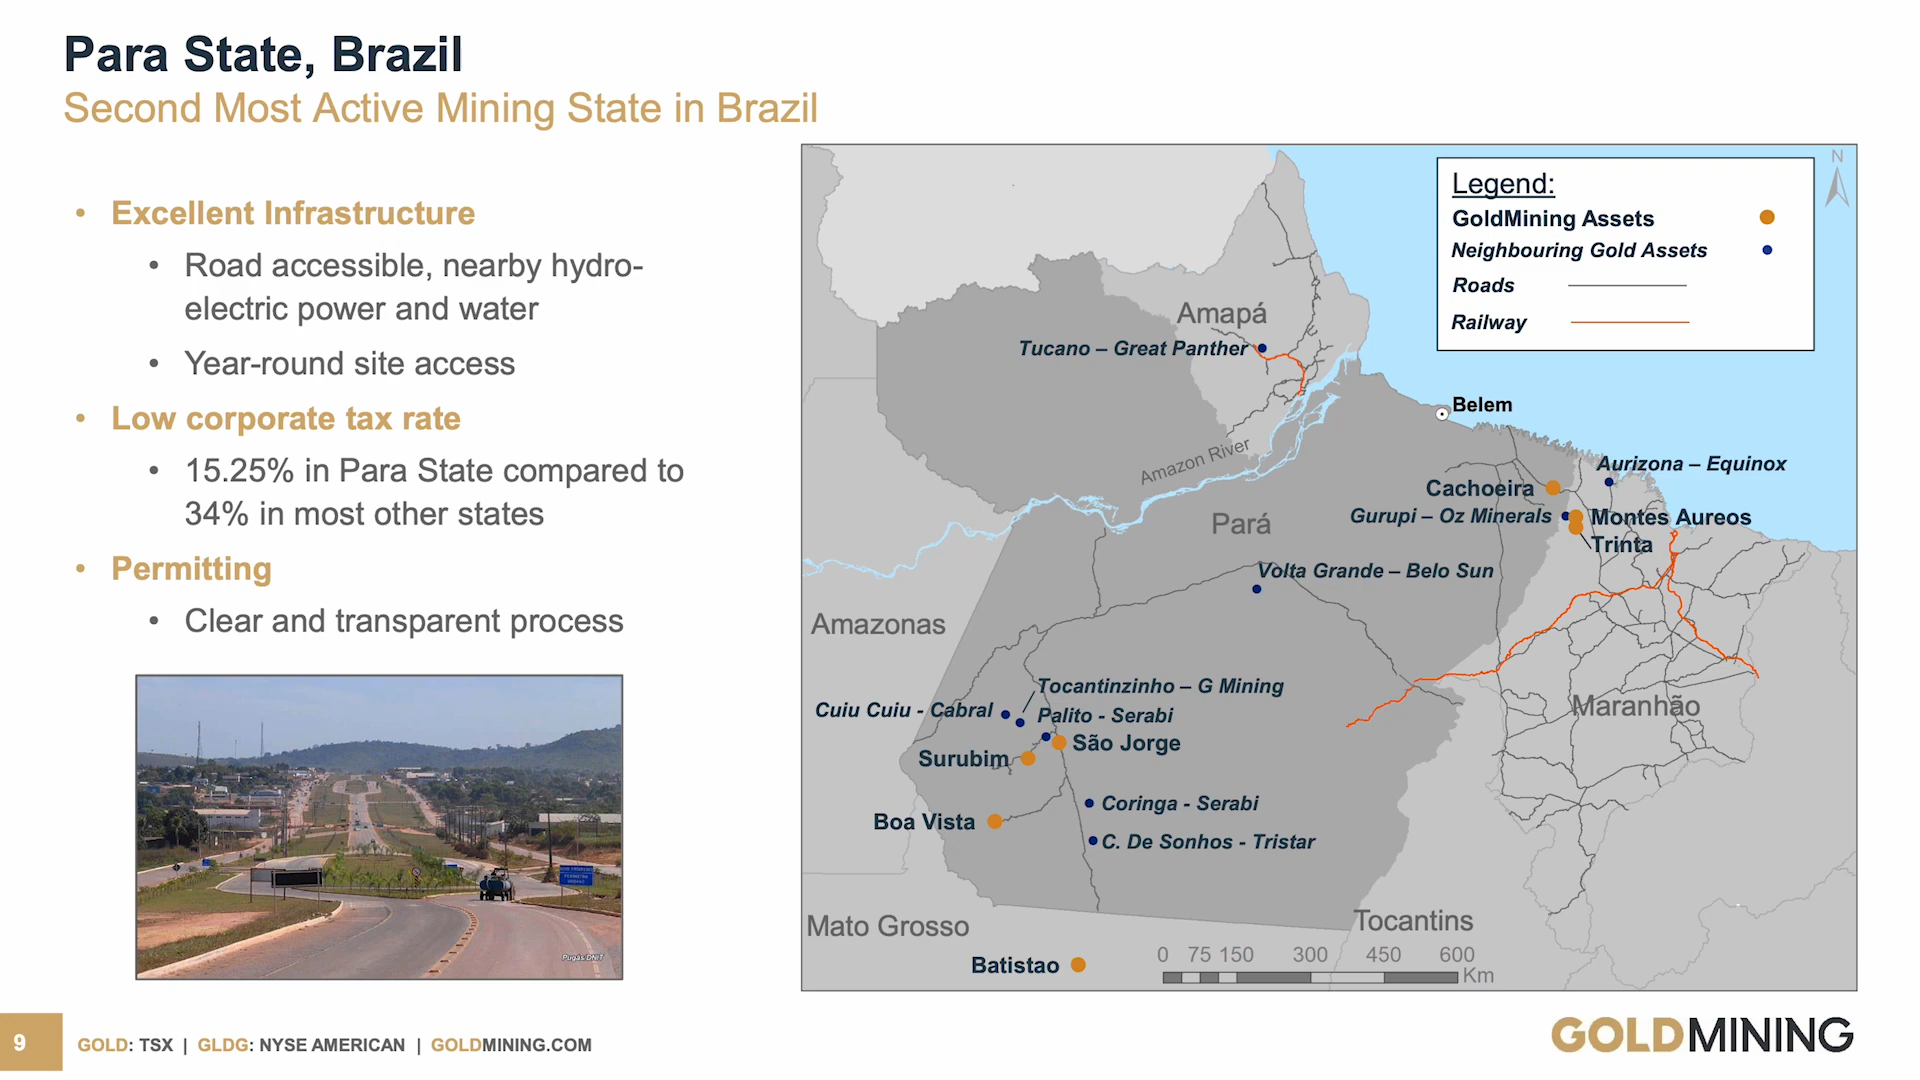 Para State, Brazil
Second Most Active Mining State in Brazil
• Excellent Infrastructure
• Road accessible, nearby hydro-
electric power and water
• Year-round site access
• Low corporate tax rate
• 15.25% in Para State compared to
34% in most other states
• Permitting
• Clear and transparent process
Pugas/DNIT
N
Legend:
GoldMining Assets
Neighbouring Gold Assets
Roads
Railway
Amapá
Tucano – Great Panther
Belem
Amazon River
Aurizona – Equinox
Cachoeira
Gurupi – Oz Minerals
Montes Aureos
Trinta
Pará
Volta Grande – Belo Sun
Amazonas
Tocantinzinho – G Mining
Cuiu Cuiu - Cabral
Palito - Serabi
Maranhão
São Jorge
Surubim
Coringa - Serabi
Boa Vista
C. De Sonhos - Tristar
Mato Grosso
Tocantins
Batistao
0 75 150 300 450 600
Km
9
GOLD: TSX | GLDG: NYSE AMERICAN | GOLDMINING.COM
GOLDMINING